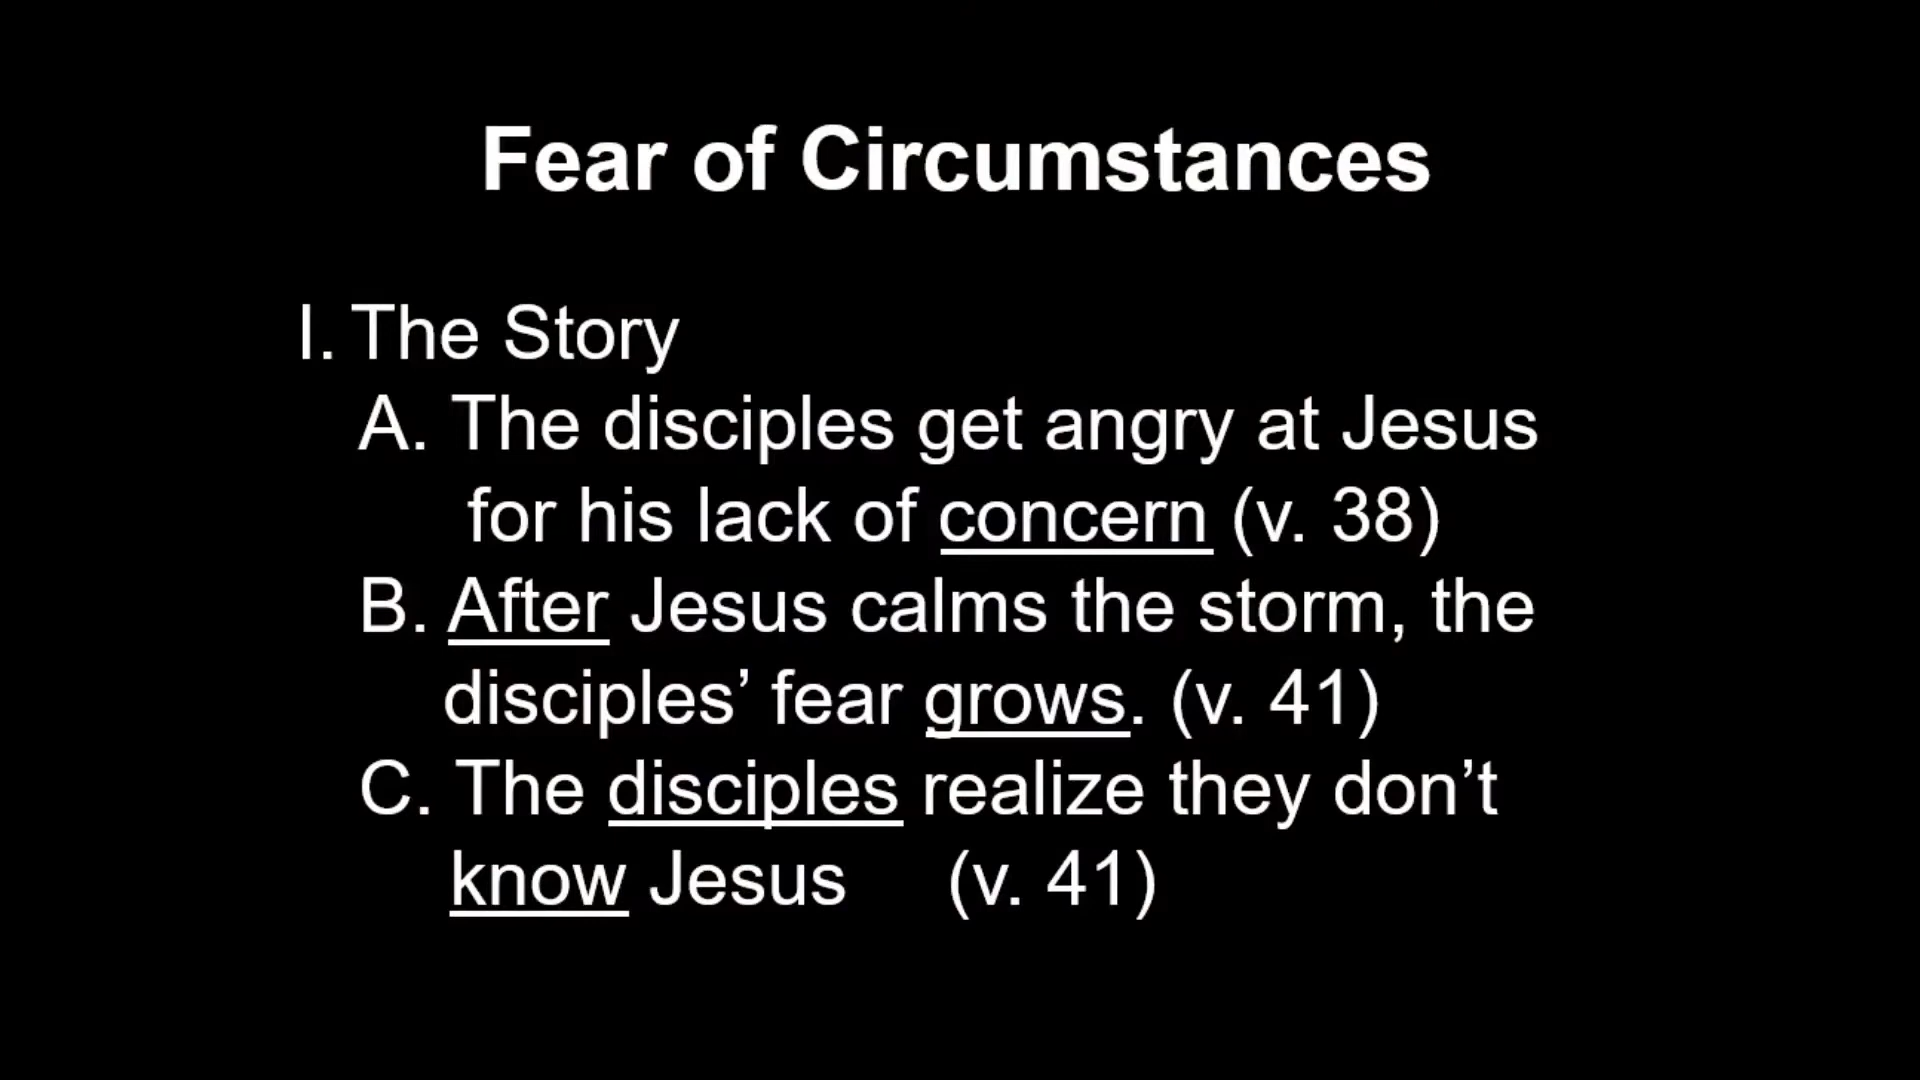 Fear of Circumstances
I. The Story
A. The disciples get angry at Jesus
for his lack of concern (v. 38)
B. After Jesus calms the storm, the
disciples’ fear grows. (v. 41)
C. The disciples realize they don’t
know Jesus (v. 41)